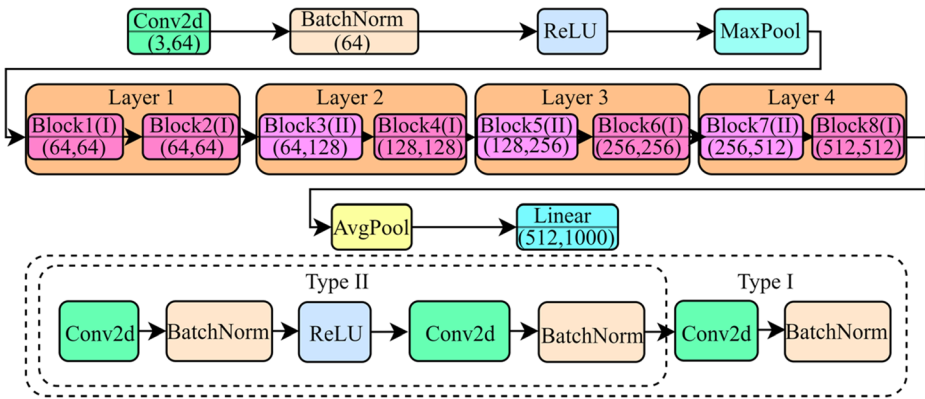 Conv2d
(3,64)
BatchNorm
(64)
ReLU
MaxPool
Layer 1
Layer 2
Layer 3
Layer 4
Block1(I)
(64,64)
Block2(I)
(64,64)
Block3(II)
(64,128)
Block4(I)
(128,128)
Block5(II)
(128,256)
Block6(I)
(256,256)
Block7(II)
(256,512)
Block8(I)
(512,512)
AvgPool
Linear
(512,1000)
Type II
Type I
Conv2d
BatchNorm
ReLU
Conv2d
BatchNorm
Conv2d
BatchNorm